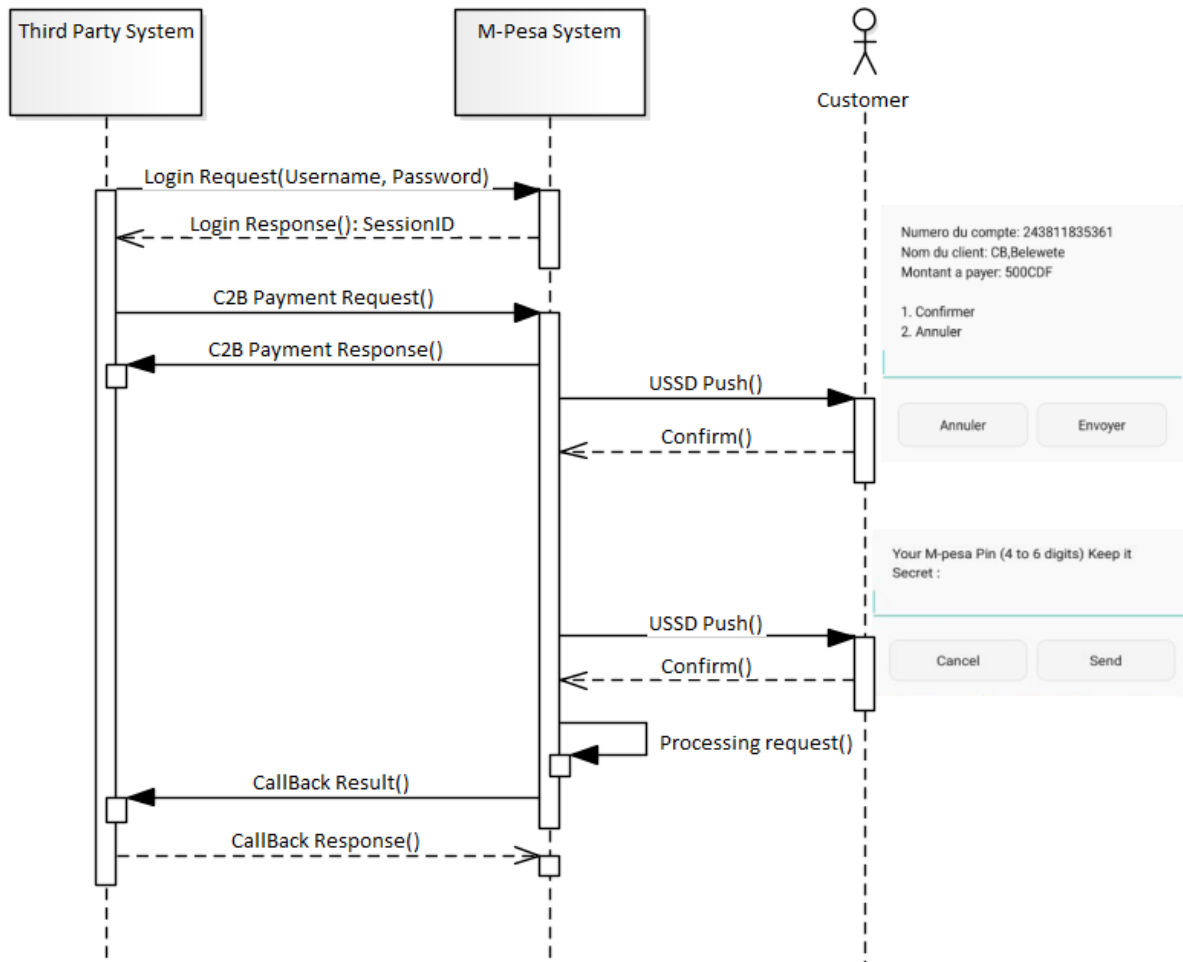 Third Party System
M-Pesa System
Customer
Login Request(Username, Password)
Login Response(): SessionID
Numero du compte: 243811835361
Nom du client: CB,Belewete
Montant a payer: 500CDF
1. Confirmer
2. Annuler
C2B Payment Request()
C2B Payment Response()
USSD Push()
Annuler
Envoyer
Confirm()
Your M-pesa Pin (4 to 6 digits) Keep it
Secret :
USSD Push()
Cancel
Send
Confirm()
Processing request()
CallBack Result()
CallBack Response()